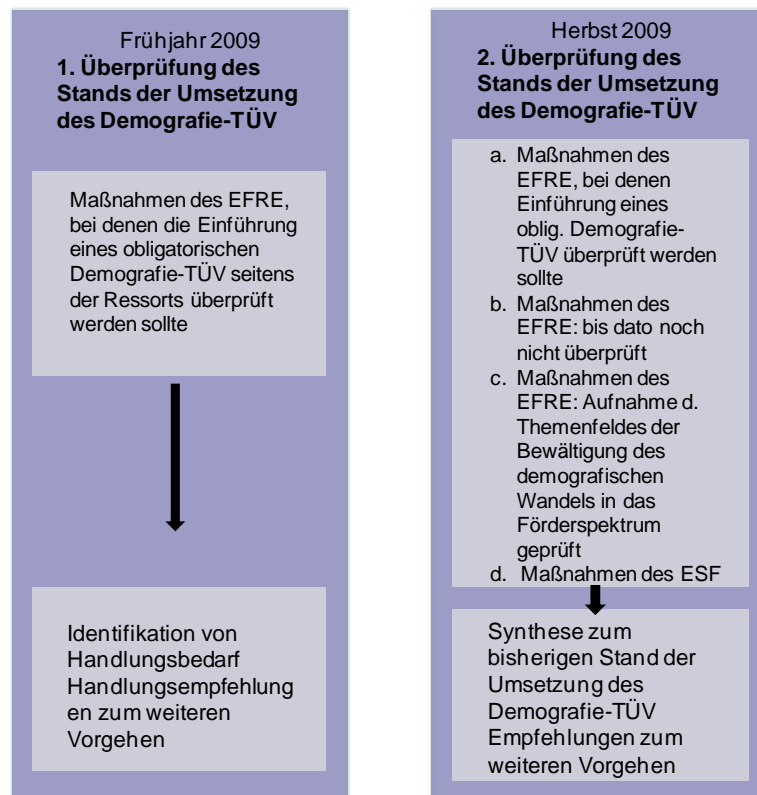 Frühjahr 2009
1. Überprüfung des
Stands der Umsetzung
des Demografie-TÜV
Maßnahmen des EFRE,
bei denen die Einführung
eines obligatorischen
Demografie-TÜV seitens
der Ressorts überprüft
werden sollte
Identifikation von
Handlungsbedarf
Handlungsempfehlung
en zum weiteren
Vorgehen
Herbst 2009
2. Überprüfung des
Stands der Umsetzung
des Demografie-TÜV
a. Maßnahmen des
EFRE, bei denen
Einführung eines
oblig. Demografie-
TÜV überprüft werden
sollte
b. Maßnahmen des
EFRE: bis dato noch
nicht überprüft
c. Maßnahmen des
EFRE: Aufnahme d.
Themenfeldes der
Bewältigung des
demografischen
Wandels in das
Förderspektrum
geprüft
d. Maßnahmen des ESF
Synthese zum
bisherigen Stand der
Umsetzung des
Demografie-TÜV
Empfehlungen zum
weiteren Vorgehen